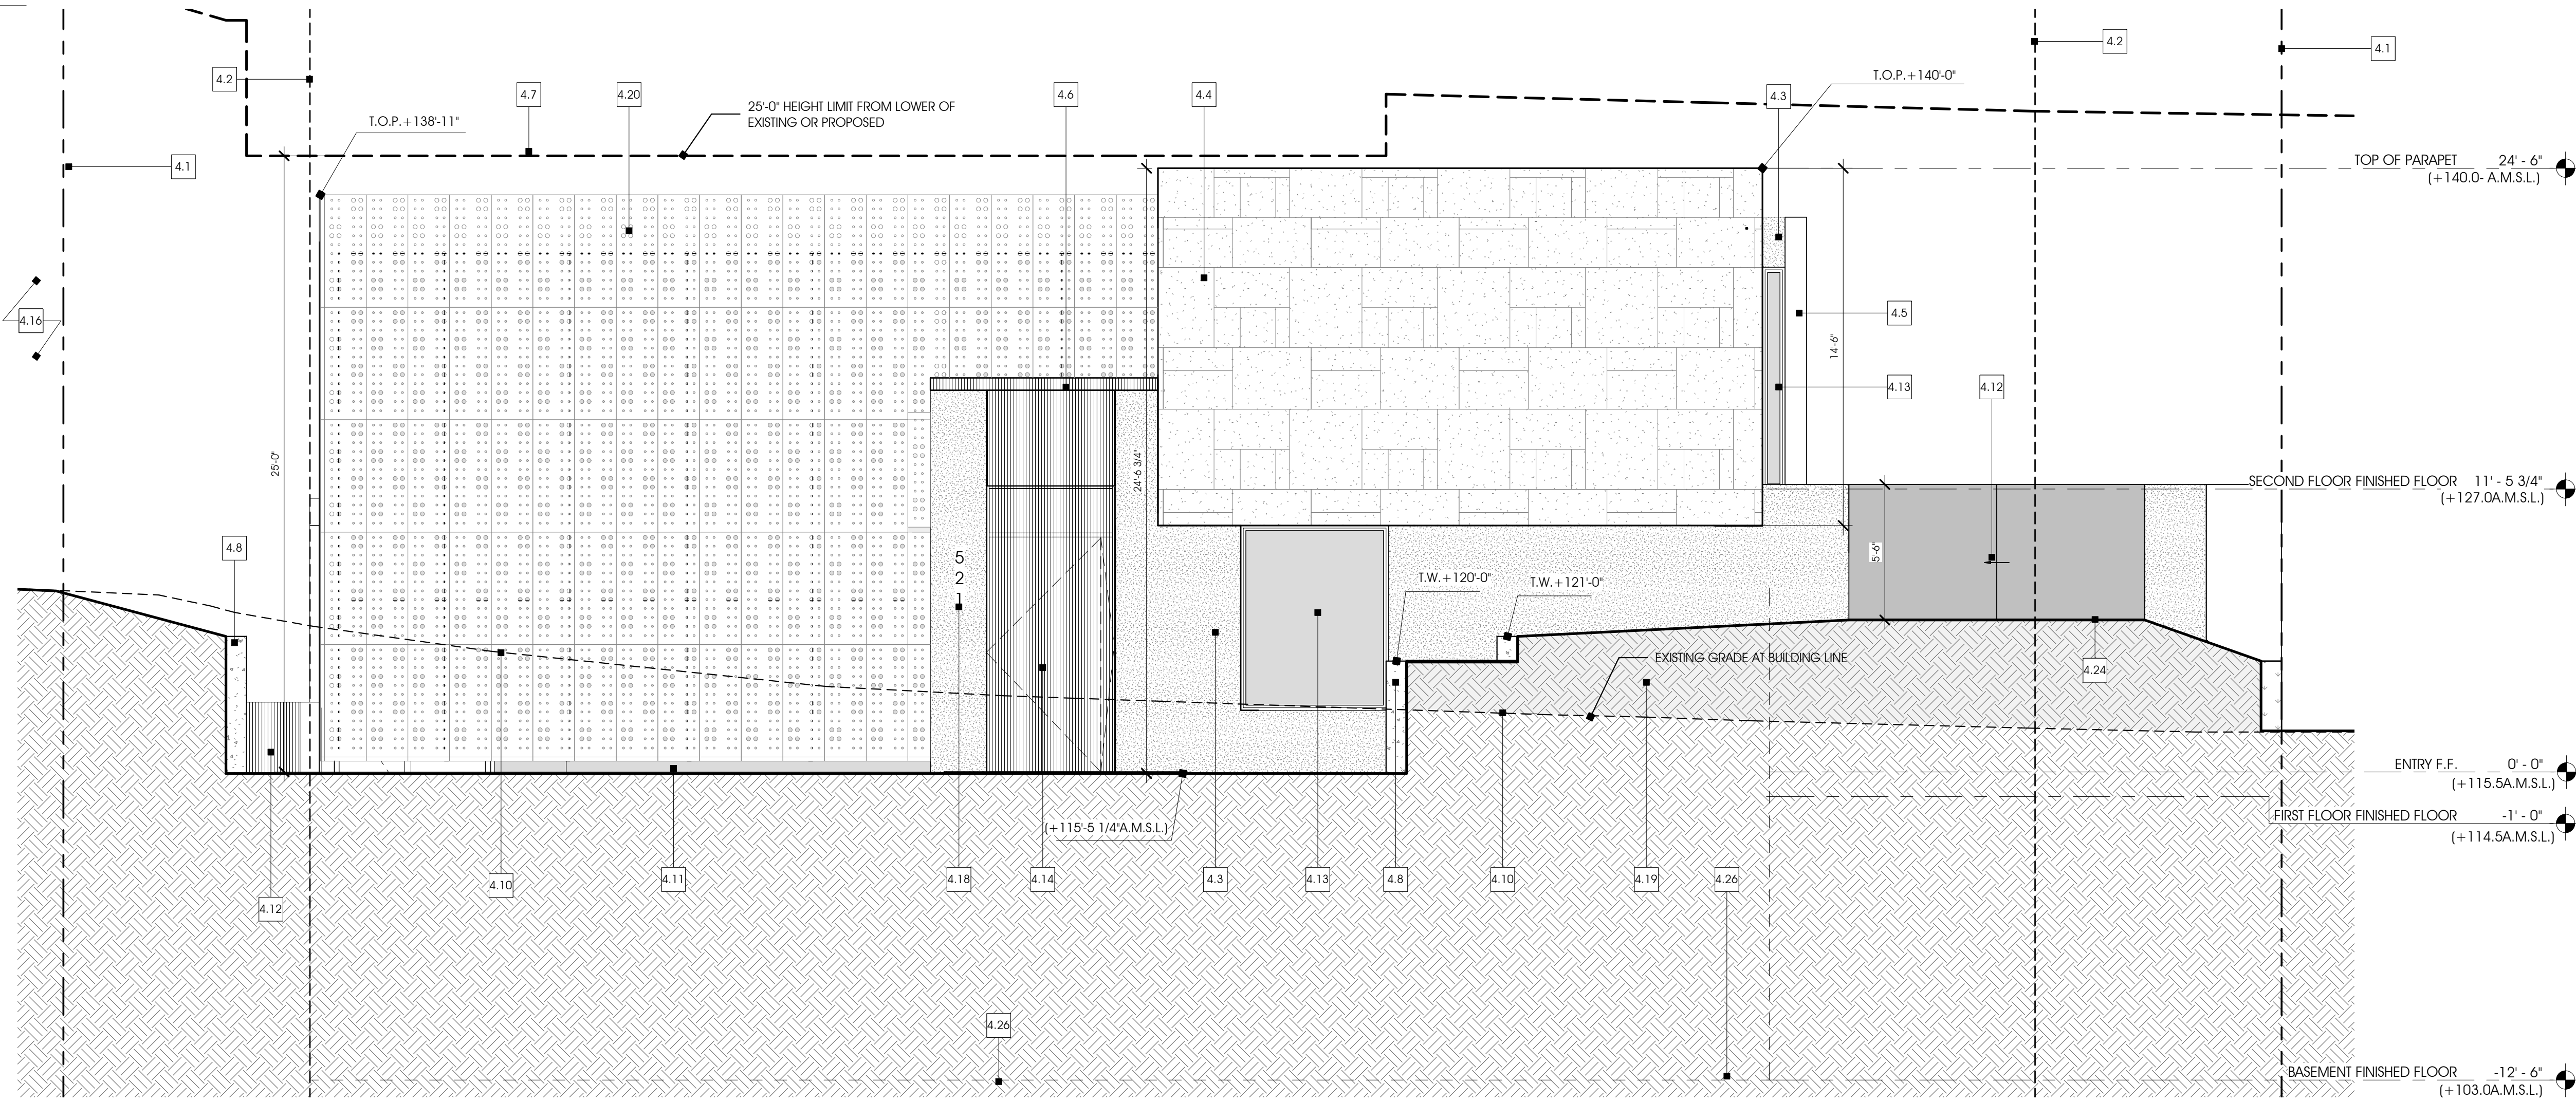 4.2
4.1
4.2
T.O.P.+140'-0"
4.7
4.20
25'-0" HEIGHT LIMIT FROM LOWER OF
EXISTING OR PROPOSED
4.6
4.4
4.3
T.O.P.+138'-11"
4.1
TOP OF PARAPET 24' - 6"
(+140.0- A.M.S.L.)
4.16
4.5
14'-6"
4.13
4.12
25'-0"
24'-6 3/4"
SECOND FLOOR FINISHED FLOOR 11' - 5 3/4"
(+127.0A.M.S.L.)
4.8
5'-6"
5
2
1
T.W.+120'-0"
T.W.+121'-0"
EXISTING GRADE AT BUILDING LINE
4.24
ENTRY F.F. 0' - 0"
(+115.5A.M.S.L.)
FIRST FLOOR FINISHED FLOOR -1' - 0"
(+114.5A.M.S.L.)
(+115'-5 1/4"A.M.S.L.)
4.12
4.10
4.11
4.18
4.14
4.3
4.13
4.8
4.10
4.19
4.26
4.26
BASEMENT FINISHED FLOOR -12' - 6"
(+103.0A.M.S.L.)